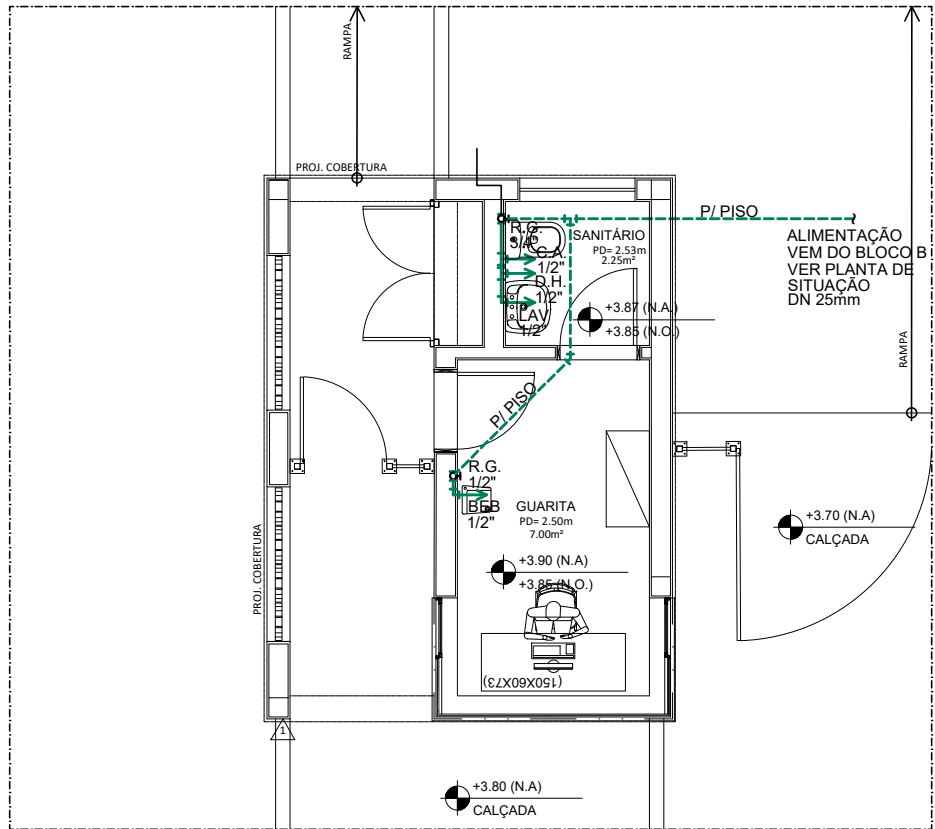 RAMPA
PROJ. COBERTURA
P/ PISO
ALIMENTAÇÃO
VEM DO BLOCO B
VER PLANTA DE
SITUAÇÃO
DN 25mm
R.G.
3/4"
C.A.
1/2"
D.H.
1/2"
LAV
1/2"
SANITÁRIO
PD= 2.53m
2.25m²
+3.87 (N.A.)
+3.85 (N.O.)
RAMPA
P/ PISO
R.G.
1/2"
BEB
1/2"
GUARITA
PD= 2.50m
7.00m²
+3.90 (N.A)
+3.85 (N.O.)
+3.70 (N.A)
CALÇADA
PROJ. COBERTURA
(150X60X73)
1
+3.80 (N.A)
CALÇADA